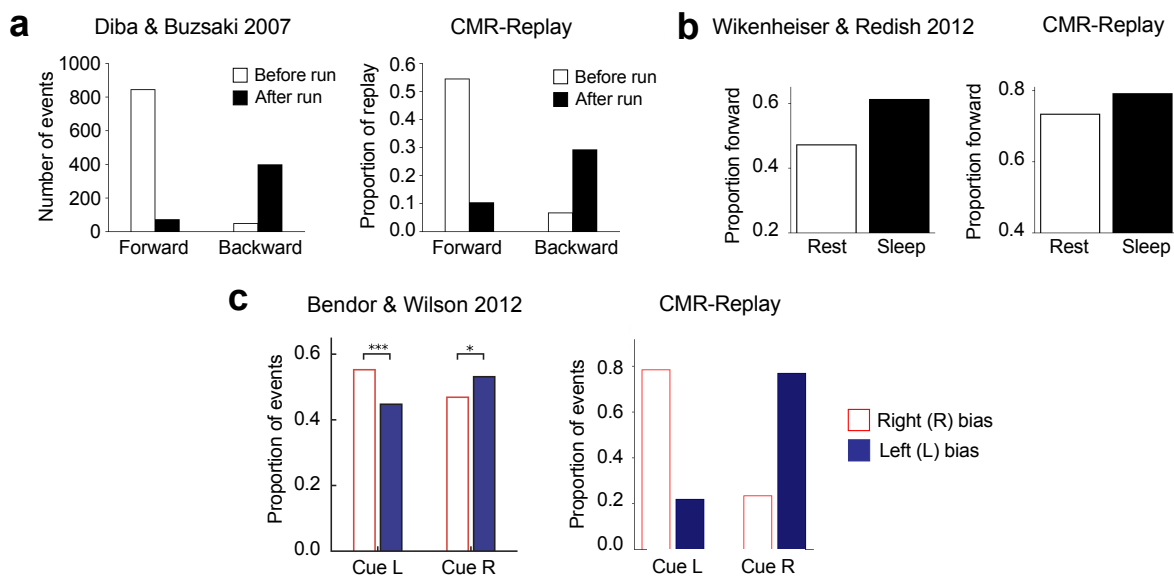 a
Diba & Buzsaki 2007
Number of events
1000
800
600
400
200
0
Before run
After run
Forward
Backward
CMR-Replay
Proportion of replay
0.6
0.5
0.4
0.3
0.2
0.1
0.0
Before run
After run
Forward
Backward
b
Wikenheiser & Redish 2012
Proportion forward
0.6
0.4
0.2
Rest
Sleep
CMR-Replay
Proportion forward
0.8
0.6
0.4
Rest
Sleep
c
Bendor & Wilson 2012
Proportion of events
0.6
0.4
0.2
0.0
***
*
Cue L
Cue R
CMR-Replay
Proportion of events
0.8
0.6
0.4
0.2
0.0
Cue L
Cue R
Right (R) bias
Left (L) bias